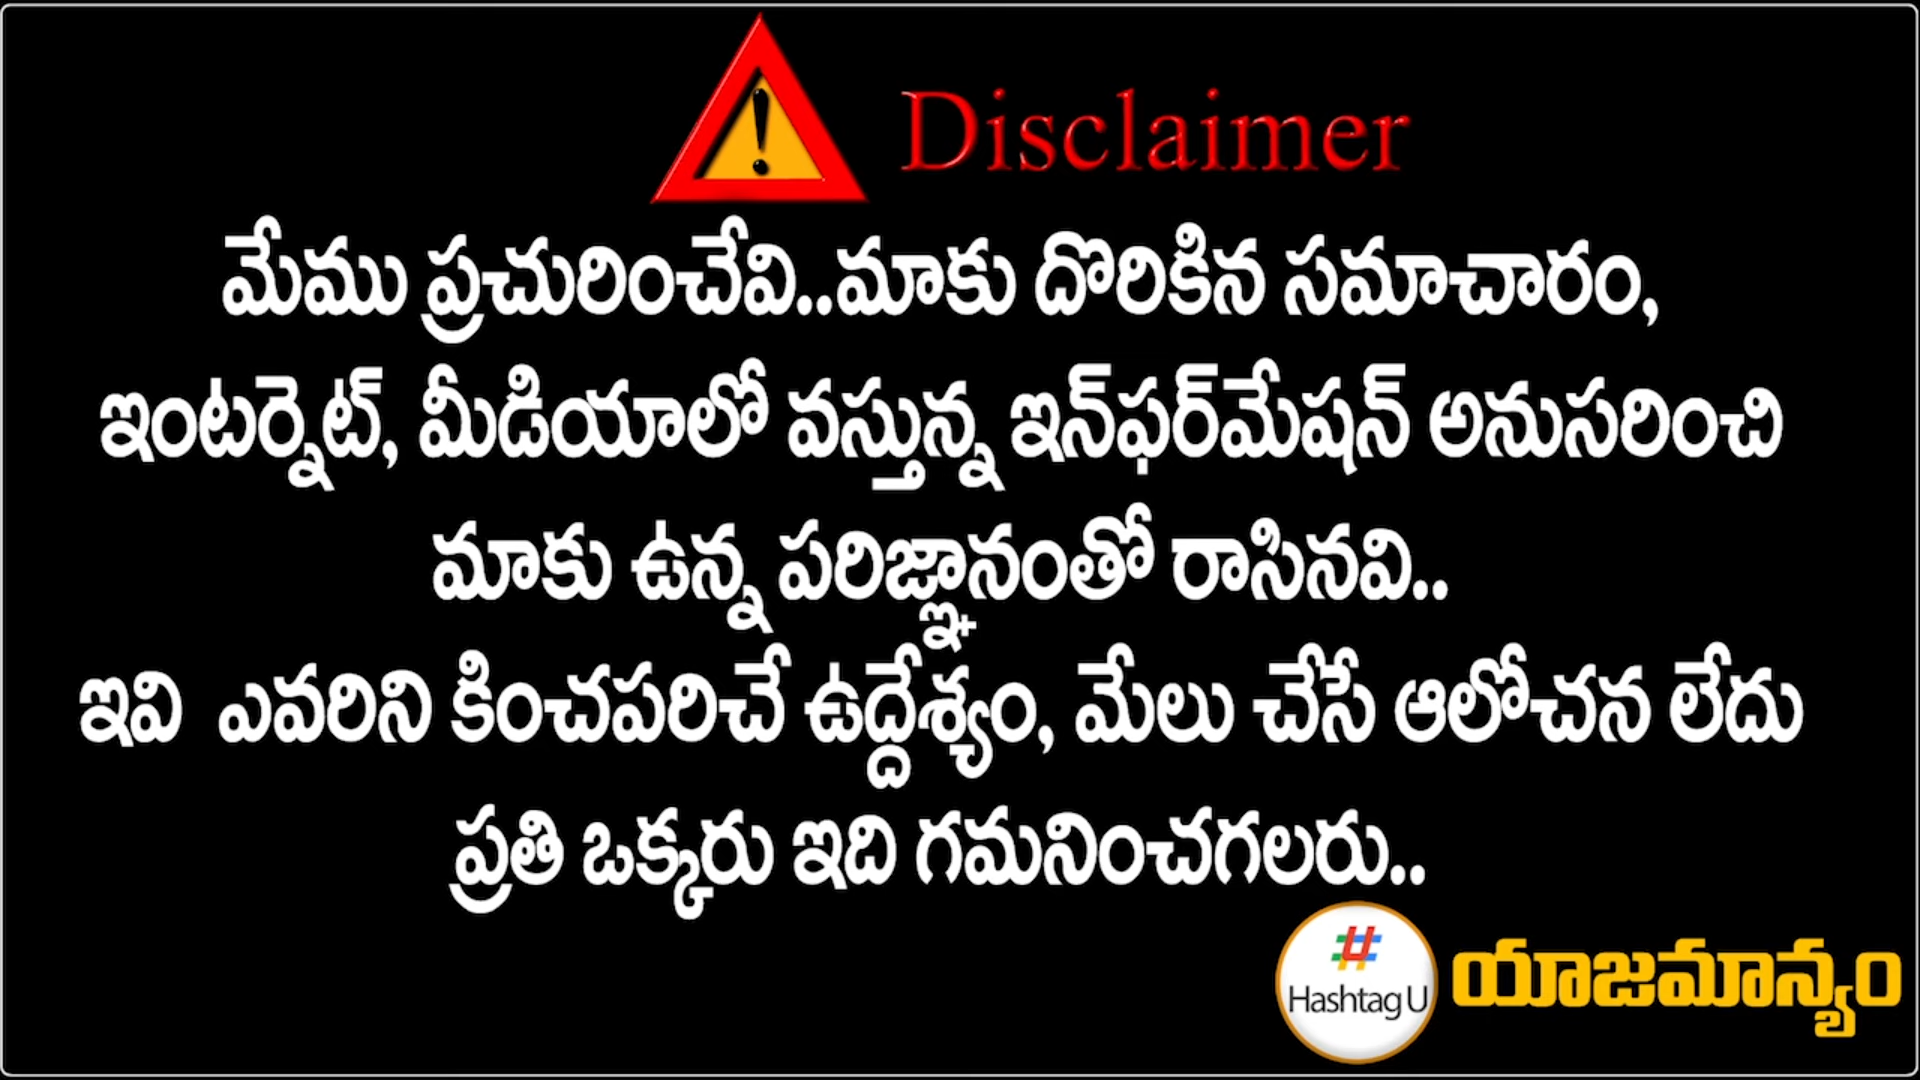 Disclaimer
మేము ప్రచురించేవి..మాకు దొరికిన సమాచారం,
ఇంటర్నెట్, మీడియాలో వస్తున్న ఇన్‌ఫర్‌మేషన్ అనుసరించి
మాకు ఉన్న పరిజ్ఞానంతో రాసినవి..
ఇవి ఎవరిని కించపరిచే ఉద్దేశ్యం, మేలు చేసే ఆలోచన లేదు
ప్రతి ఒక్కరు ఇది గమనించగలరు..
# Hashtag U
యాజమాన్యం